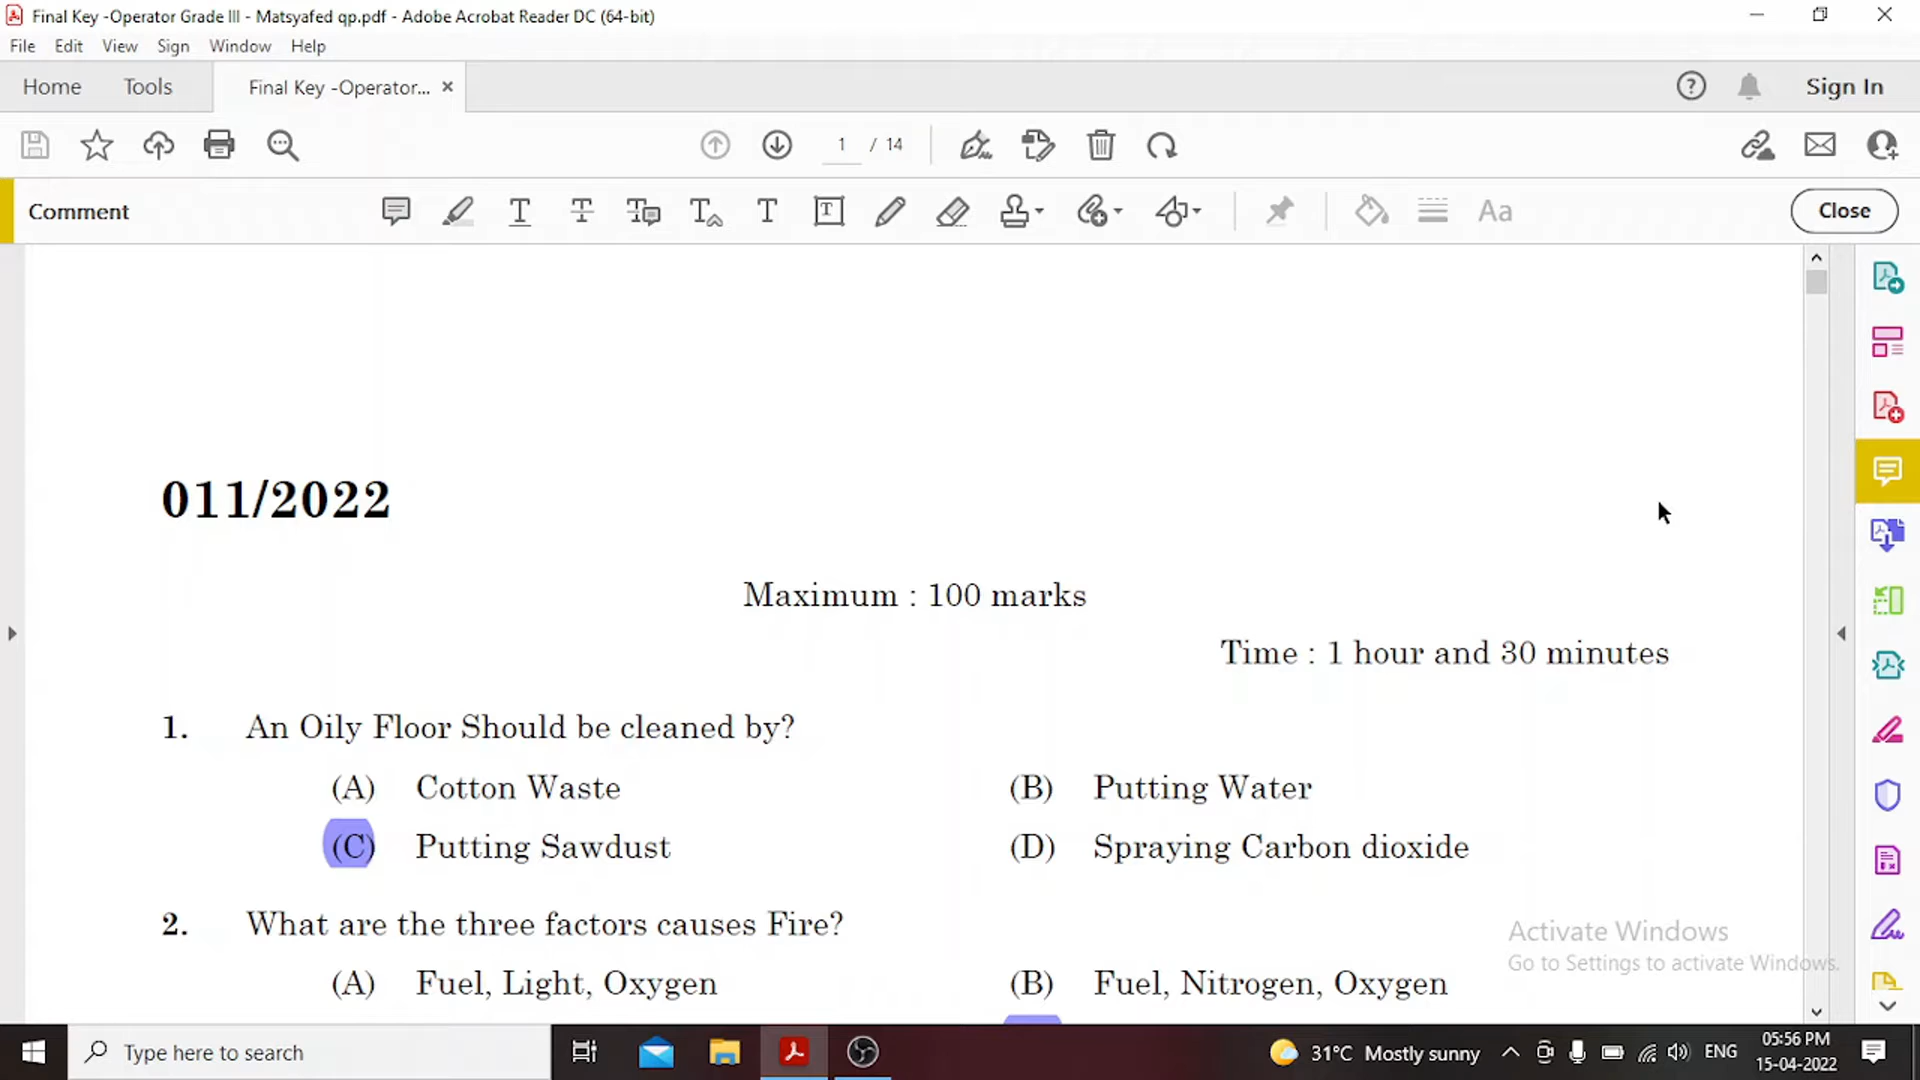 Final Key -Operator Grade III - Matsyafed qp.pdf - Adobe Acrobat Reader DC (64-bit)
File Edit View Sign Window Help
Home Tools Final Key -Operator... × Sign In
1 / 14
Comment Aa Close
011/2022
Maximum : 100 marks
Time : 1 hour and 30 minutes
1. An Oily Floor Should be cleaned by?
(A) Cotton Waste (B) Putting Water
(C) Putting Sawdust (D) Spraying Carbon dioxide
2. What are the three factors causes Fire?
(A) Fuel, Light, Oxygen (B) Fuel, Nitrogen, Oxygen
Activate Windows
Go to Settings to activate Windows.
Type here to search 31°C Mostly sunny ENG 05:56 PM
15-04-2022